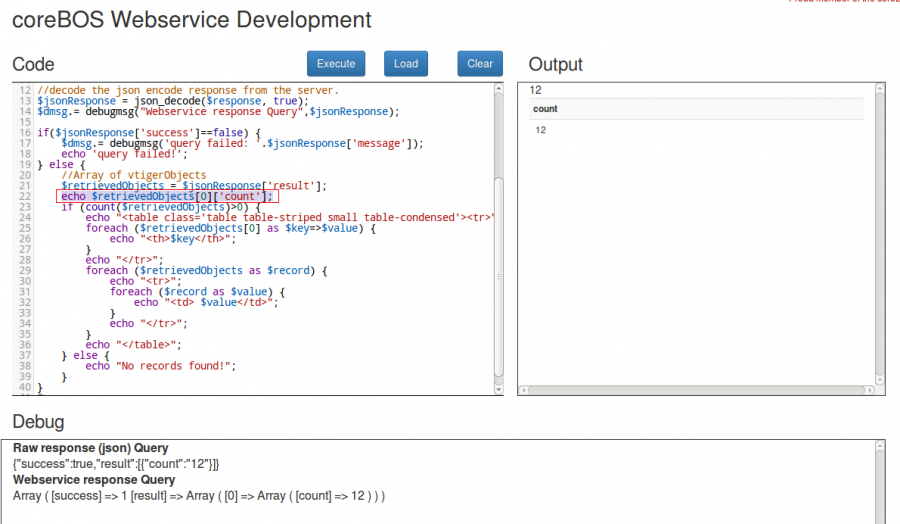 coreBOS Webservice Development
Code
Execute
Load
Clear
Output
12 //decode the json encode response from the server.
13 $jsonResponse = json_decode($response, true);
14 $dmsg.= debugmsg("Webservice response Query",$jsonResponse);
15
16 if($jsonResponse['success']==false) {
17 $dmsg.= debugmsg('query failed: '.$jsonResponse['message']);
18 echo 'query failed!';
19 } else {
20 //Array of vtigerObjects
21 $retrievedObjects = $jsonResponse['result'];
22 echo $retrievedObjects[0]['count'];
23 if (count($retrievedObjects)>0) {
24 echo "<table class='table table-striped small table-condensed'><tr>"
25 foreach ($retrievedObjects[0] as $key=>$value) {
26 echo "<th>$key</th>";
27 }
28 echo "</tr>";
29 foreach ($retrievedObjects as $record) {
30 echo "<tr>";
31 foreach ($record as $value) {
32 echo "<td> $value</td>";
33 }
34 echo "</tr>";
35 }
36 echo "</table>";
37 } else {
38 echo "No records found!";
39 }
40 }
12
count
12
Debug
Raw response (json) Query
{"success":true,"result":[{"count":"12"}]}
Webservice response Query
Array ( [success] => 1 [result] => Array ( [0] => Array ( [count] => 12 ) ) )